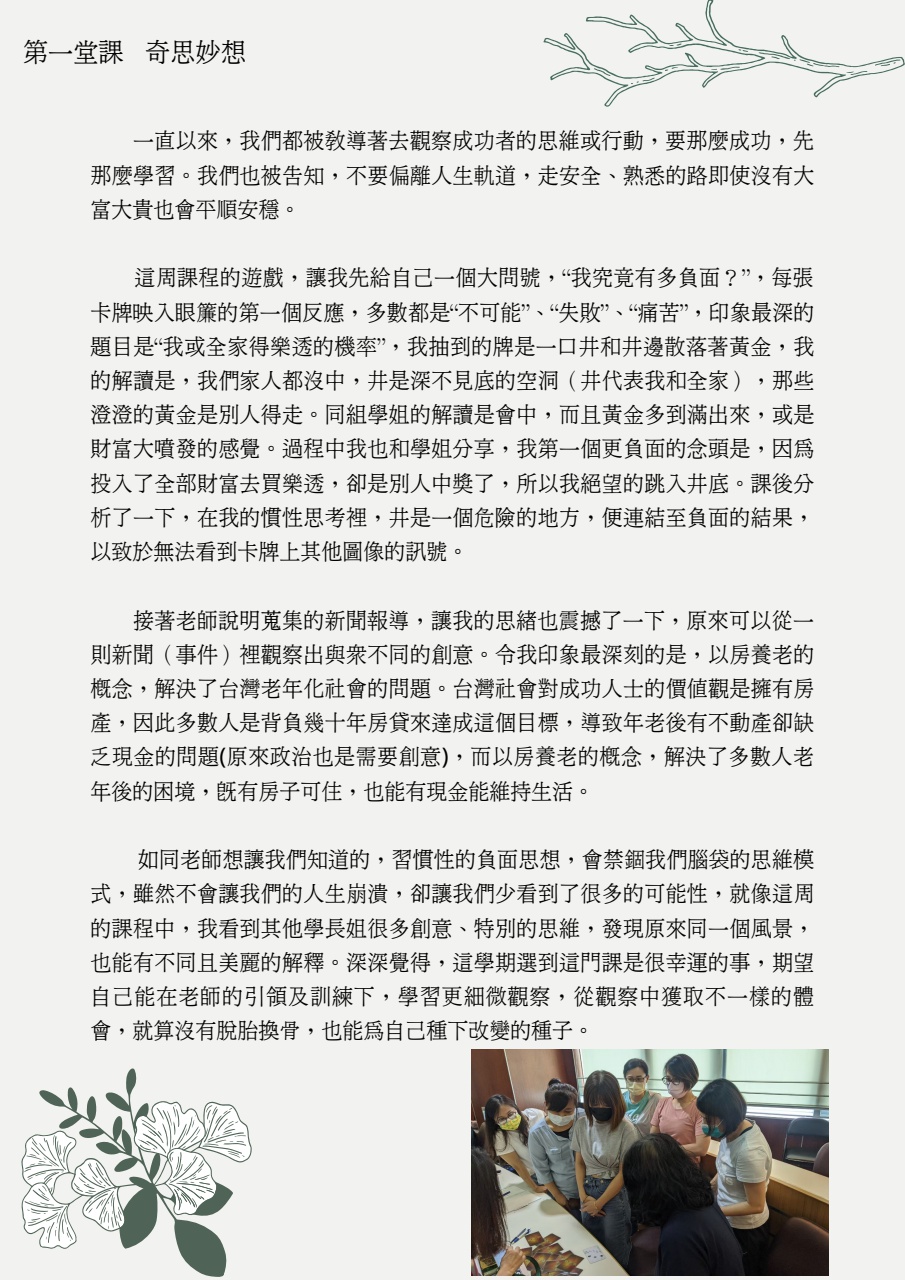 第一堂課 奇思妙想
一直以來，我們都被教導著去觀察成功者的思維或行動，要那麼成功，先
那麼學習。我們也被告知，不要偏離人生軌道，走安全、熟悉的路即使沒有大
富大貴也會平順安穩。
這周課程的遊戲，讓我先給自己一個大問號，“我究竟有多負面？”，每張
卡牌映入眼簾的第一個反應，多數都是“不可能”、“失敗”、“痛苦”，印象最深的
題目是“我或全家得樂透的機率”，我抽到的牌是一口井和井邊散落著黃金，我
的解讀是，我們家人都沒中，井是深不見底的空洞（井代表我和全家），那些
澄澄的黃金是別人得走。同組學姐的解讀是會中，而且黃金多到滿出來，或是
財富大噴發的感覺。過程中我也和學姐分享，我第一個更負面的念頭是，因為
投入了全部財富去買樂透，卻是別人中獎了，所以我絕望的跳入井底。課後分
析了一下，在我的慣性思考裡，井是一個危險的地方，便連結至負面的結果，
以致於無法看到卡牌上其他圖像的訊號。
接著老師說明蒐集的新聞報導，讓我的思緒也震撼了一下，原來可以從一
則新聞（事件）裡觀察出與眾不同的創意。令我印象最深刻的是，以房養老的
概念，解決了台灣老年化社會的問題。台灣社會對成功人士的價值觀是擁有房
產，因此多數人是背負幾十年房貸來達成這個目標，導致年老後有不動產卻缺
乏現金的問題(原來政治也是需要創意)，而以房養老的概念，解決了多數人老
年後的困境，既有房子可住，也能有現金能維持生活。
如同老師想讓我們知道的，習慣性的負面思想，會禁錮我們腦袋的思維模
式，雖然不會讓我們的人生崩潰，卻讓我們少看到了很多的可能性，就像這周
的課程中，我看到其他學長姐很多創意、特別的思維，發現原來同一個風景，
也能有不同且美麗的解釋。深深覺得，這學期選到這門課是很幸運的事，期望
自己能在老師的引領及訓練下，學習更細微觀察，從觀察中獲取不一樣的體
會，就算沒有脫胎換骨，也能為自己種下改變的種子。